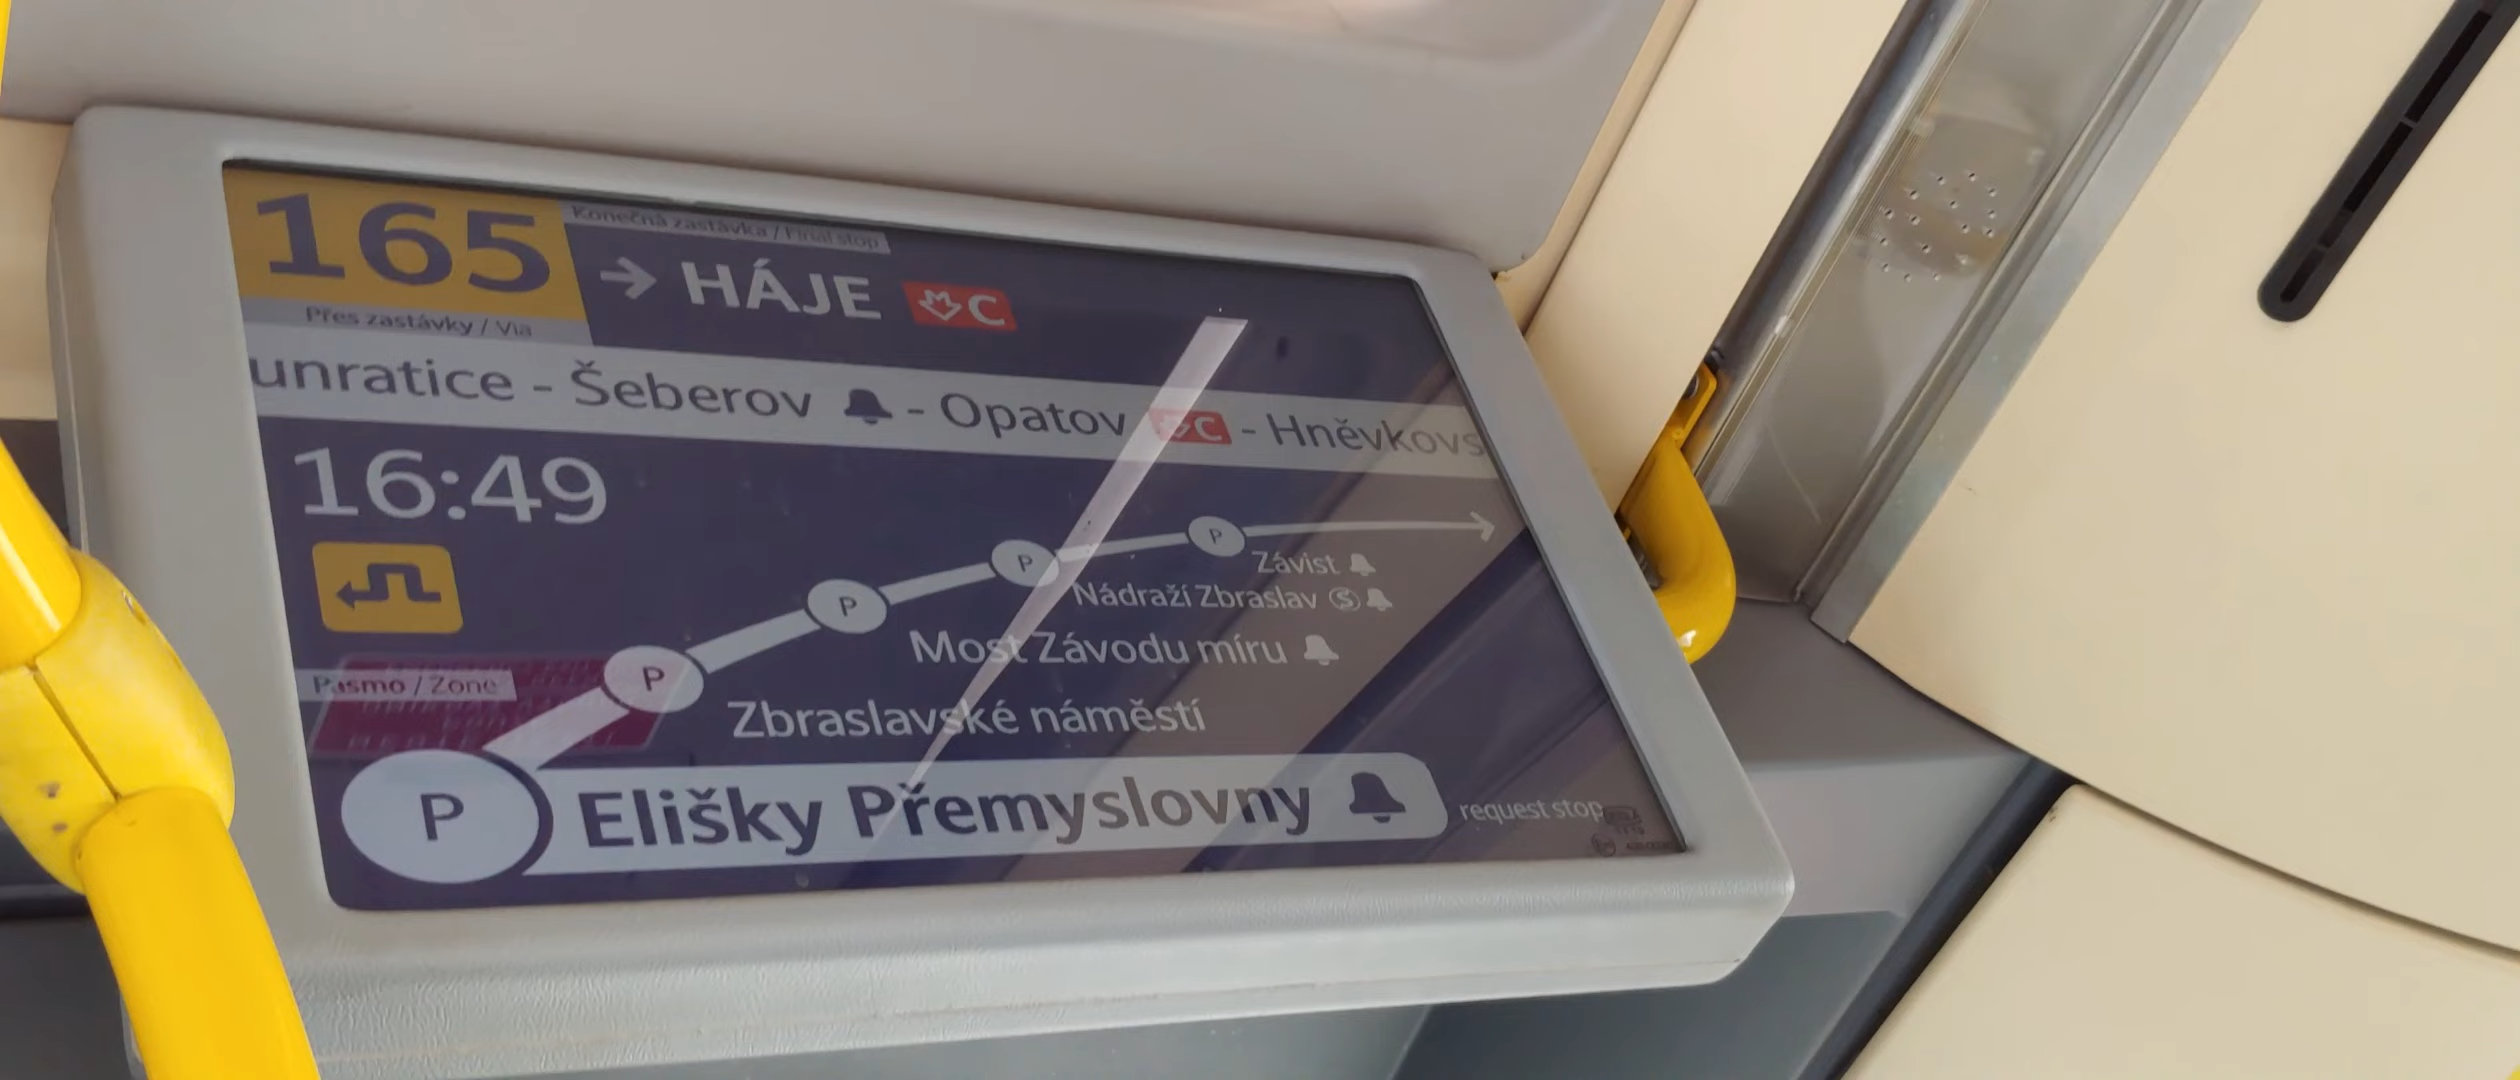 165
Konečná zastávka / Final stop
→ HÁJE C
Přes zastávky / Via
unratice - Šeberov - Opatov C - Hněvkovs
16:49
P Závist
P Nádraží Zbraslav S
P Most Závodu míru
Pásmo / Zone
P Zbraslavské náměstí
P Elišky Přemyslovny request stop